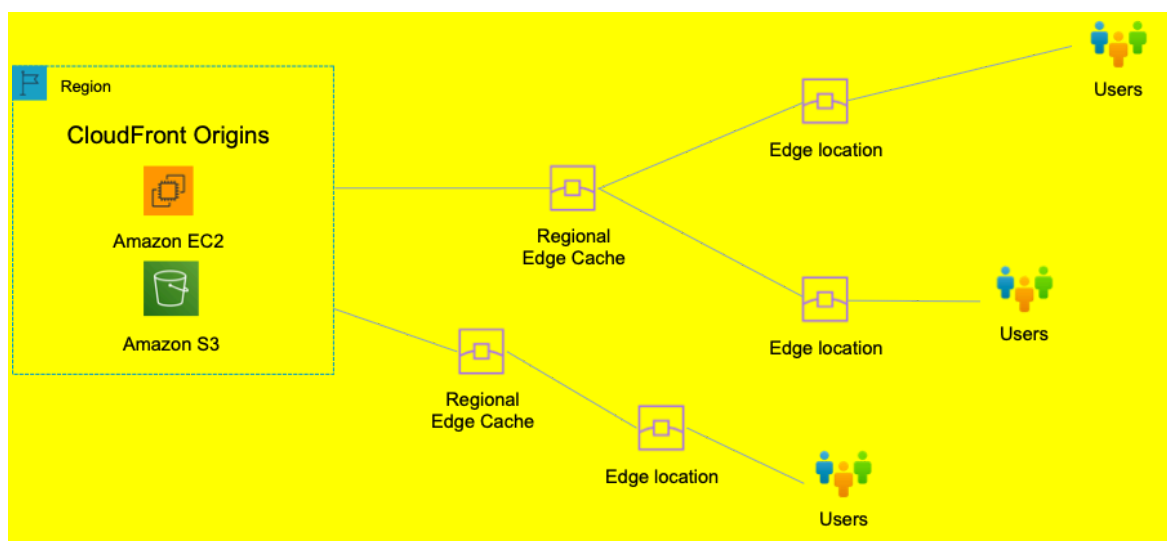 Region
CloudFront Origins
Amazon EC2
Amazon S3
Regional
Edge Cache
Edge location
Users
Edge location
Users
Regional
Edge Cache
Edge location
Users